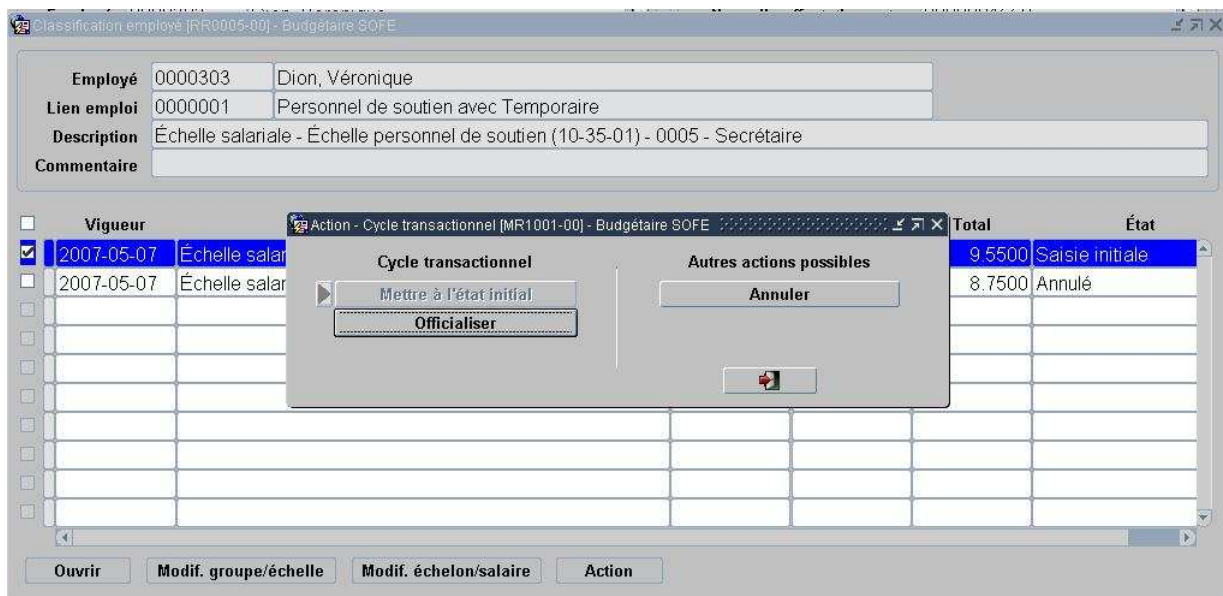 Classification employé [RR0005-00] - Budgétaire SOFE
Employé 0000303 Dion, Véronique
Lien emploi 0000001 Personnel de soutien avec Temporaire
Description Échelle salariale - Échelle personnel de soutien (10-35-01) - 0005 - Secrétaire
Commentaire
Vigueur Total État
2007-05-07 Échelle salar 9.5500 Saisie initiale
2007-05-07 Échelle salar 8.7500 Annulé
Action - Cycle transactionnel [MR1001-00] - Budgétaire SOFE
Cycle transactionnel Autres actions possibles
Mettre à l'état initial Annuler
Officialiser
Ouvrir Modif. groupe/échelle Modif. échelon/salaire Action